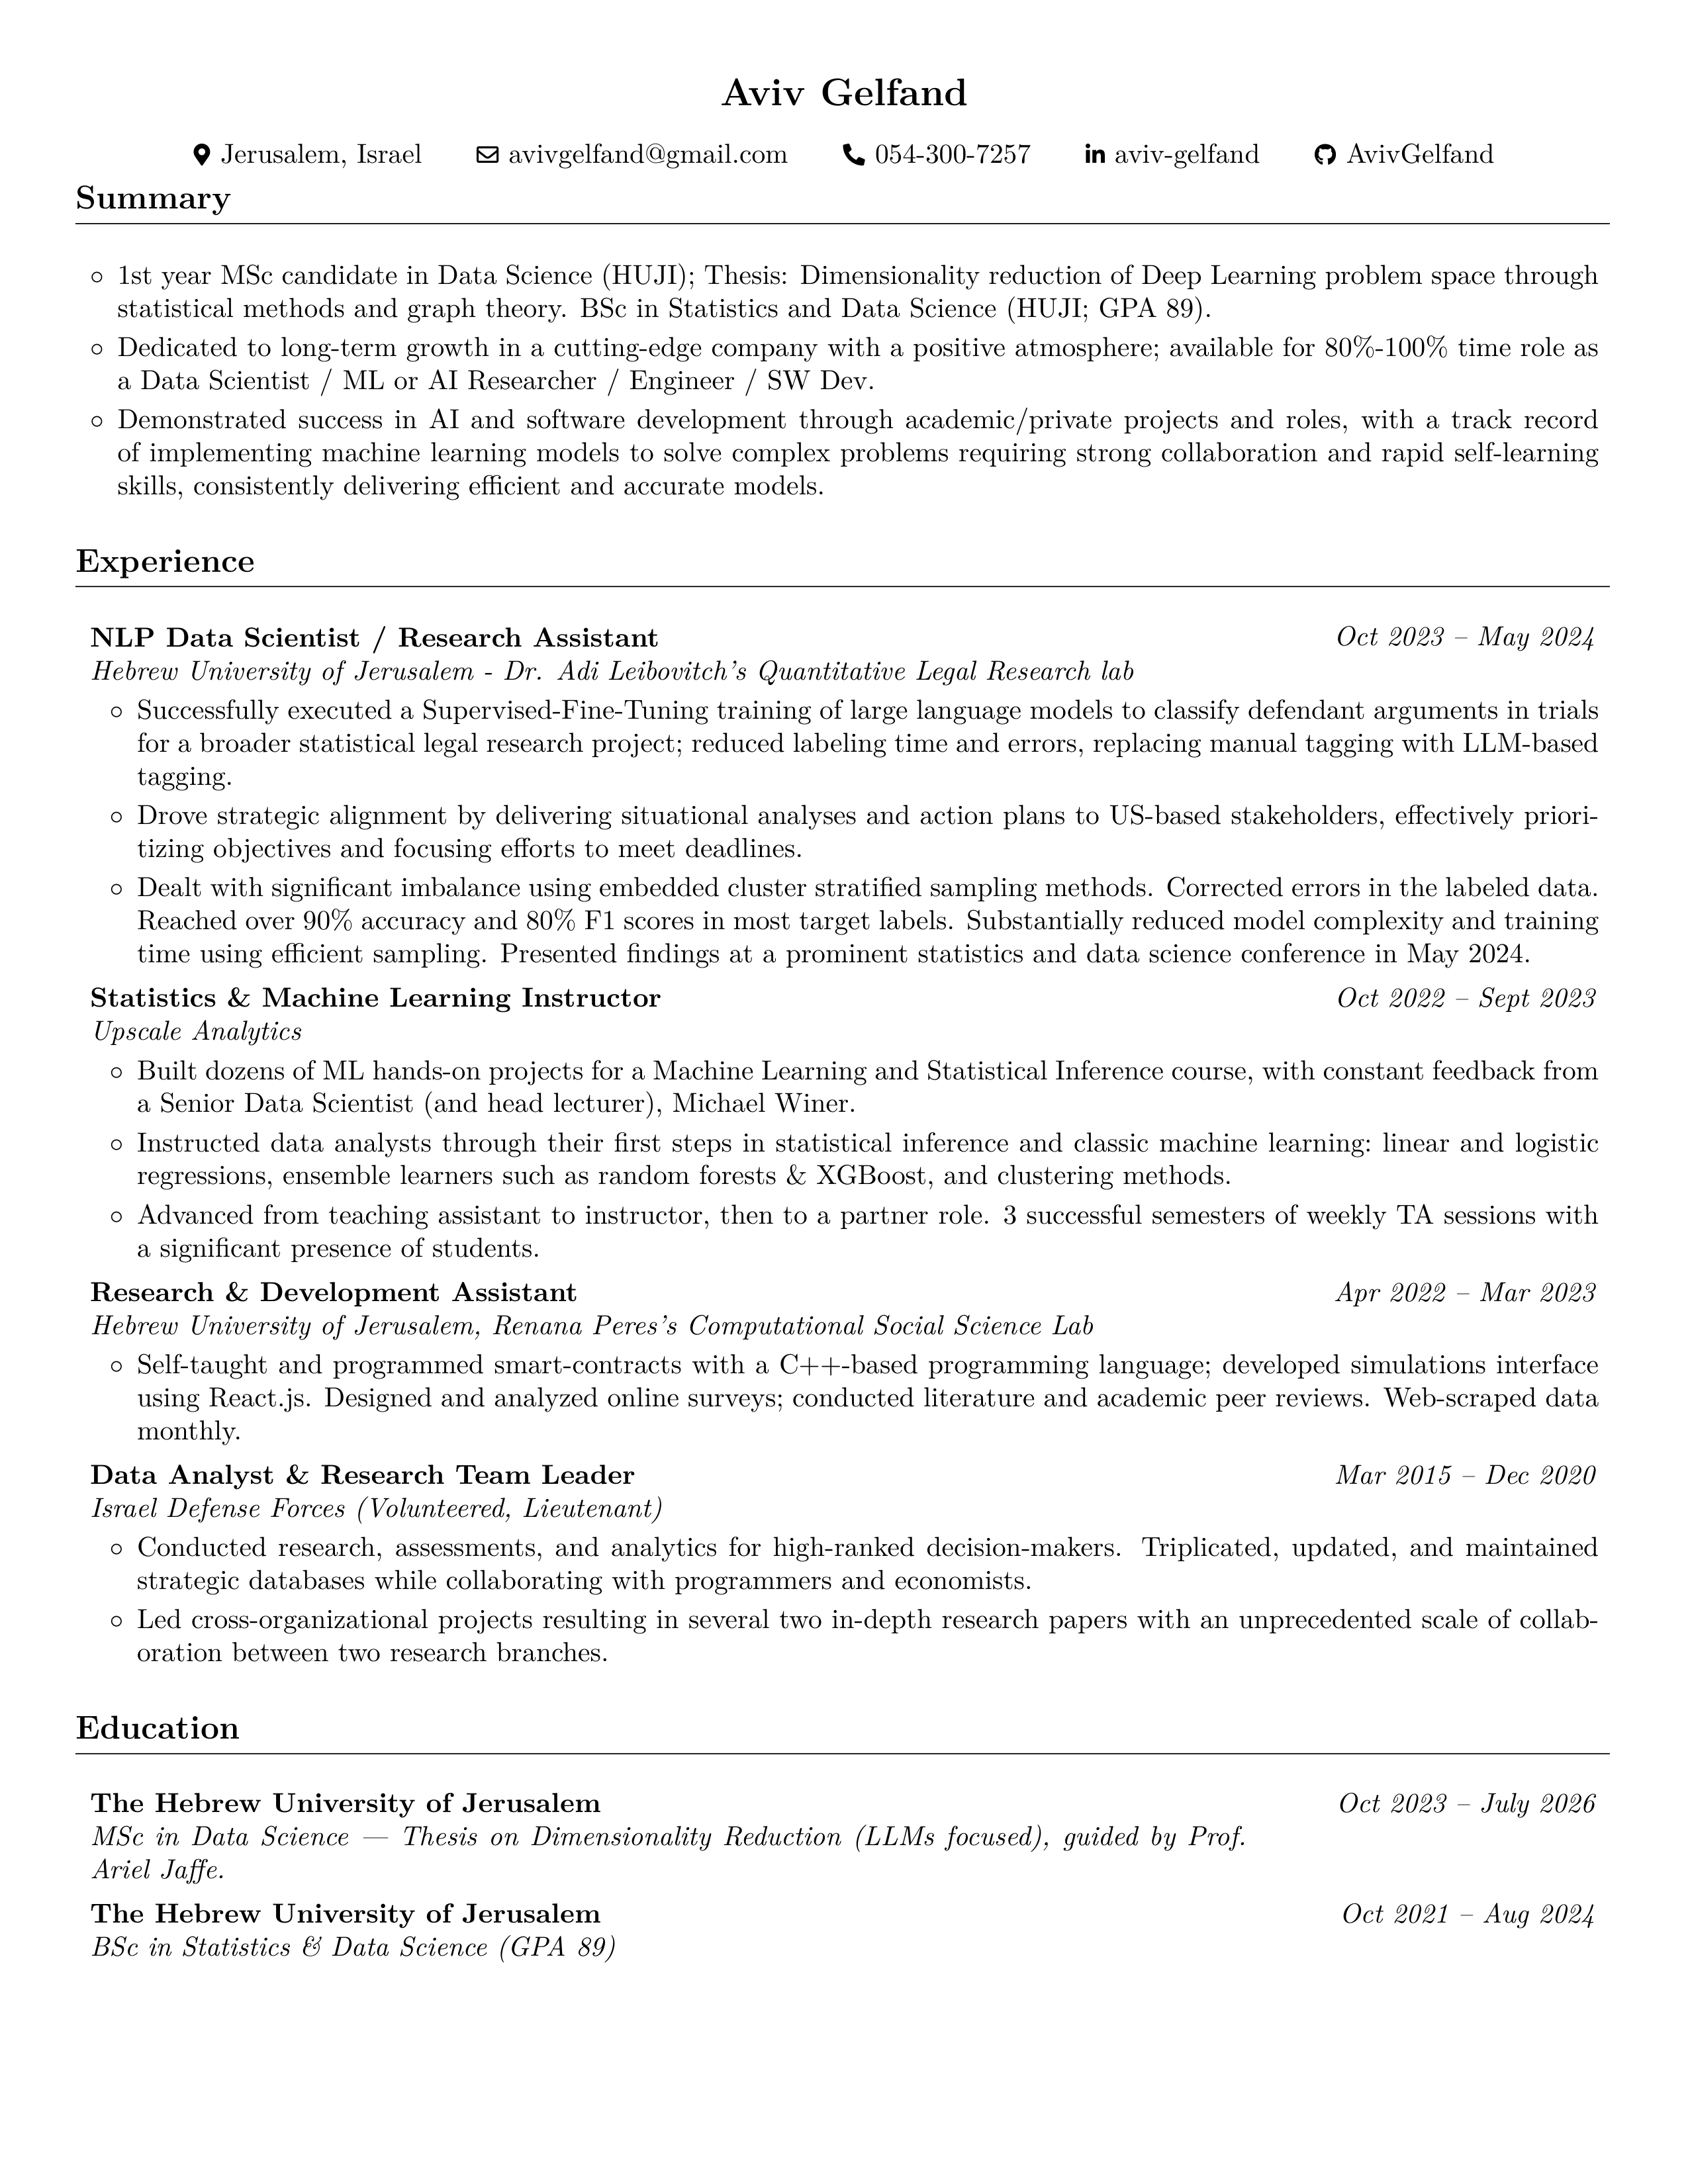 Aviv Gelfand
Jerusalem, Israel avivgelfand@gmail.com 054-300-7257 aviv-gelfand AvivGelfand
Summary
◦ 1st year MSc candidate in Data Science (HUJI); Thesis: Dimensionality reduction of Deep Learning problem space through
statistical methods and graph theory. BSc in Statistics and Data Science (HUJI; GPA 89).
◦ Dedicated to long-term growth in a cutting-edge company with a positive atmosphere; available for 80%-100% time role as
a Data Scientist / ML or AI Researcher / Engineer / SW Dev.
◦ Demonstrated success in AI and software development through academic/private projects and roles, with a track record
of implementing machine learning models to solve complex problems requiring strong collaboration and rapid self-learning
skills, consistently delivering efficient and accurate models.
Experience
NLP Data Scientist / Research Assistant Oct 2023 – May 2024
Hebrew University of Jerusalem - Dr. Adi Leibovitch's Quantitative Legal Research lab
◦ Successfully executed a Supervised-Fine-Tuning training of large language models to classify defendant arguments in trials
for a broader statistical legal research project; reduced labeling time and errors, replacing manual tagging with LLM-based
tagging.
◦ Drove strategic alignment by delivering situational analyses and action plans to US-based stakeholders, effectively priori-
tizing objectives and focusing efforts to meet deadlines.
◦ Dealt with significant imbalance using embedded cluster stratified sampling methods. Corrected errors in the labeled data.
Reached over 90% accuracy and 80% F1 scores in most target labels. Substantially reduced model complexity and training
time using efficient sampling. Presented findings at a prominent statistics and data science conference in May 2024.
Statistics & Machine Learning Instructor Oct 2022 – Sept 2023
Upscale Analytics
◦ Built dozens of ML hands-on projects for a Machine Learning and Statistical Inference course, with constant feedback from
a Senior Data Scientist (and head lecturer), Michael Winer.
◦ Instructed data analysts through their first steps in statistical inference and classic machine learning: linear and logistic
regressions, ensemble learners such as random forests & XGBoost, and clustering methods.
◦ Advanced from teaching assistant to instructor, then to a partner role. 3 successful semesters of weekly TA sessions with
a significant presence of students.
Research & Development Assistant Apr 2022 – Mar 2023
Hebrew University of Jerusalem, Renana Peres's Computational Social Science Lab
◦ Self-taught and programmed smart-contracts with a C++-based programming language; developed simulations interface
using React.js. Designed and analyzed online surveys; conducted literature and academic peer reviews. Web-scraped data
monthly.
Data Analyst & Research Team Leader Mar 2015 – Dec 2020
Israel Defense Forces (Volunteered, Lieutenant)
◦ Conducted research, assessments, and analytics for high-ranked decision-makers. Triplicated, updated, and maintained
strategic databases while collaborating with programmers and economists.
◦ Led cross-organizational projects resulting in several two in-depth research papers with an unprecedented scale of collab-
oration between two research branches.
Education
The Hebrew University of Jerusalem Oct 2023 – July 2026
MSc in Data Science — Thesis on Dimensionality Reduction (LLMs focused), guided by Prof.
Ariel Jaffe.
The Hebrew University of Jerusalem Oct 2021 – Aug 2024
BSc in Statistics & Data Science (GPA 89)